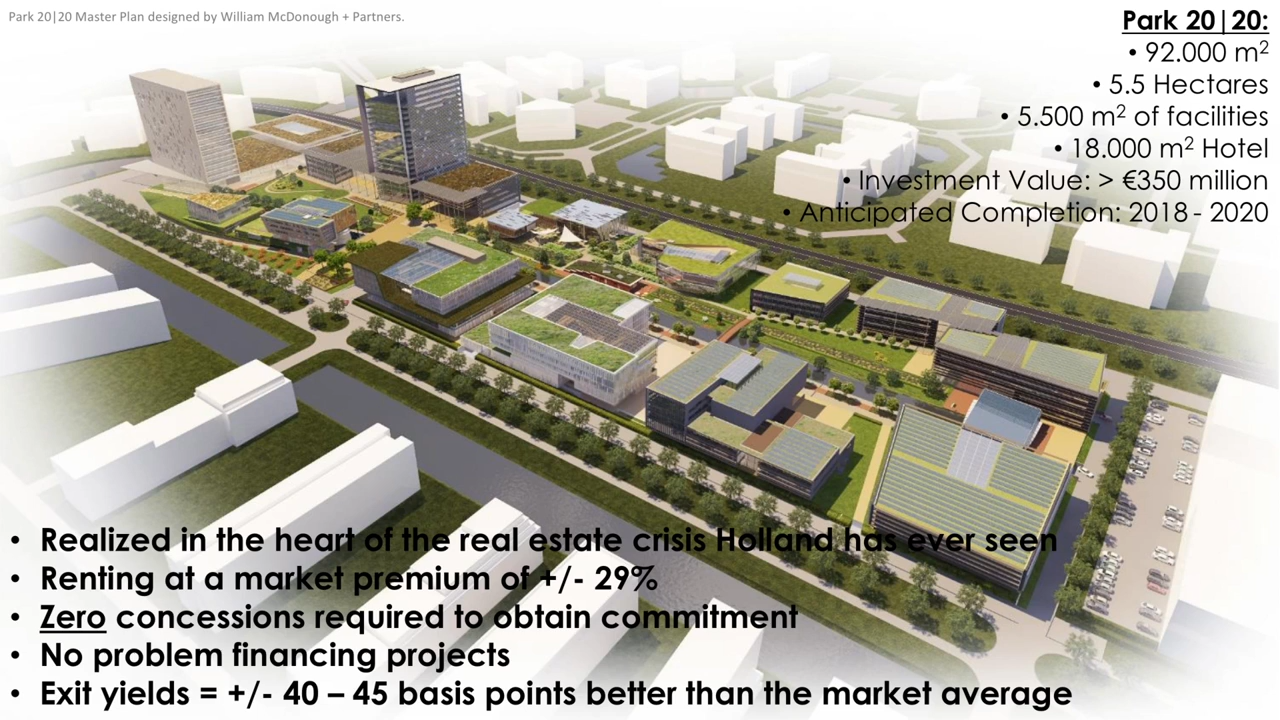 Park 20|20 Master Plan designed by William McDonough + Partners.
Park 20|20:
• 92.000 m²
• 5.5 Hectares
• 5.500 m² of facilities
• 18.000 m² Hotel
• Investment Value: > €350 million
• Anticipated Completion: 2018 - 2020
• Realized in the heart of the real estate crisis Holland has ever seen
• Renting at a market premium of +/- 29%
• Zero concessions required to obtain commitment
• No problem financing projects
• Exit yields = +/- 40 – 45 basis points better than the market average